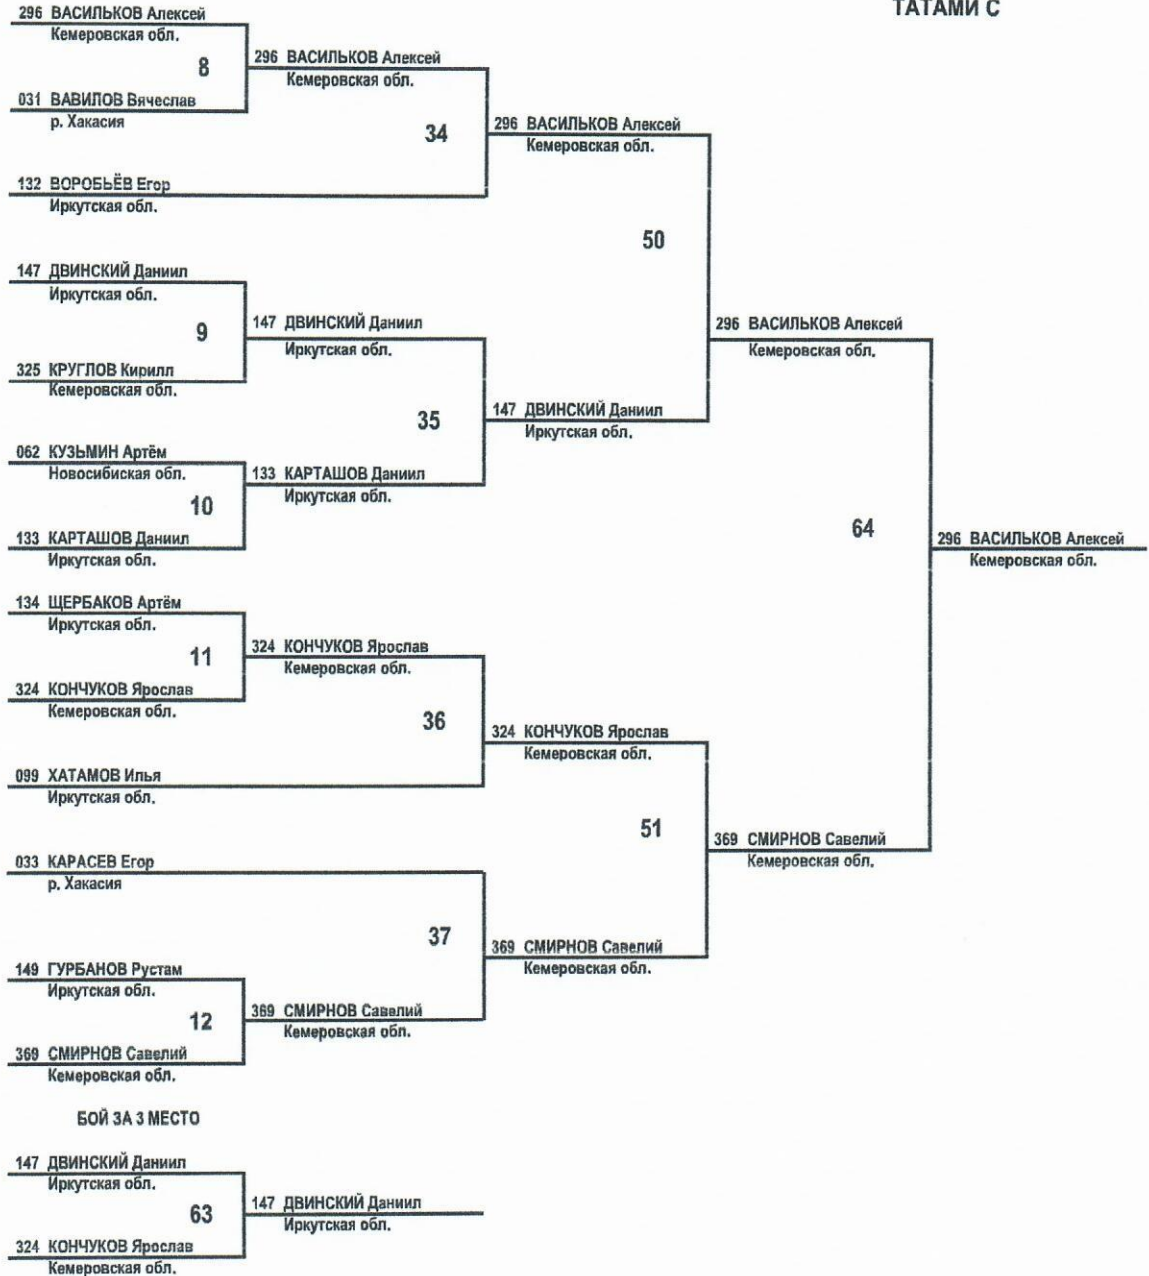 ТАТАМИ С
296 ВАСИЛЬКОВ Алексей
Кемеровская обл.
8
031 ВАВИЛОВ Вячеслав
р. Хакасия
296 ВАСИЛЬКОВ Алексей
Кемеровская обл.
34
132 ВОРОБЬЁВ Егор
Иркутская обл.
296 ВАСИЛЬКОВ Алексей
Кемеровская обл.
50
147 ДВИНСКИЙ Даниил
Иркутская обл.
9
325 КРУГЛОВ Кирилл
Кемеровская обл.
147 ДВИНСКИЙ Даниил
Иркутская обл.
35
062 КУЗЬМИН Артём
Новосибиская обл.
10
133 КАРТАШОВ Даниил
Иркутская обл.
133 КАРТАШОВ Даниил
Иркутская обл.
147 ДВИНСКИЙ Даниил
Иркутская обл.
296 ВАСИЛЬКОВ Алексей
Кемеровская обл.
64
296 ВАСИЛЬКОВ Алексей
Кемеровская обл.
134 ЩЕРБАКОВ Артём
Иркутская обл.
11
324 КОНЧУКОВ Ярослав
Кемеровская обл.
324 КОНЧУКОВ Ярослав
Кемеровская обл.
36
099 ХАТАМОВ Илья
Иркутская обл.
324 КОНЧУКОВ Ярослав
Кемеровская обл.
51
369 СМИРНОВ Савелий
Кемеровская обл.
033 КАРАСЕВ Егор
р. Хакасия
37
369 СМИРНОВ Савелий
Кемеровская обл.
149 ГУРБАНОВ Рустам
Иркутская обл.
12
369 СМИРНОВ Савелий
Кемеровская обл.
369 СМИРНОВ Савелий
Кемеровская обл.
БОЙ ЗА 3 МЕСТО
147 ДВИНСКИЙ Даниил
Иркутская обл.
63
324 КОНЧУКОВ Ярослав
Кемеровская обл.
147 ДВИНСКИЙ Даниил
Иркутская обл.